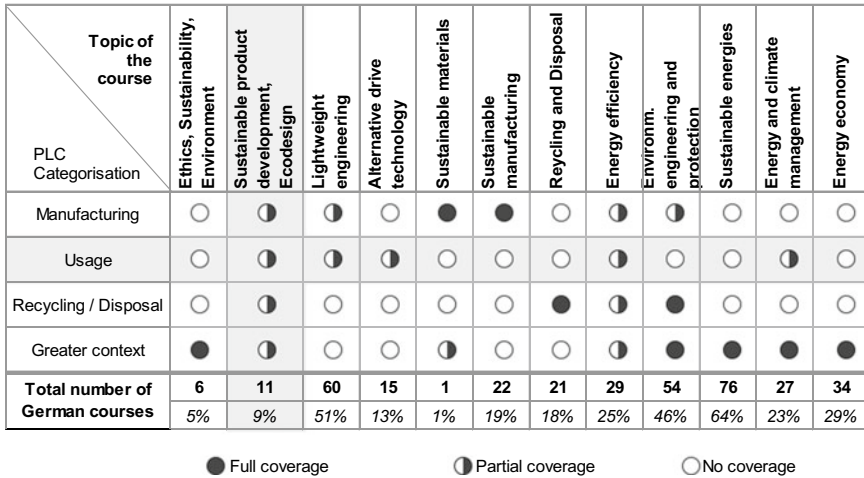 Topic of
the
course
PLC
Categorisation
Ethics, Sustainability,
Environment
Sustainable product
development,
Ecodesign
Lightweight
engineering
Alternative drive
technology
Sustainable materials
Sustainable
manufacturing
Reycling and Disposal
Energy efficiency
Environm.
engineering and
protection
Sustainable energies
Energy and climate
management
Energy economy
Manufacturing
Usage
Recycling / Disposal
Greater context
Total number of
German courses
6 11 60 15 1 22 21 29 54 76 27 34
5% 9% 51% 13% 1% 19% 18% 25% 46% 64% 23% 29%
Full coverage Partial coverage No coverage